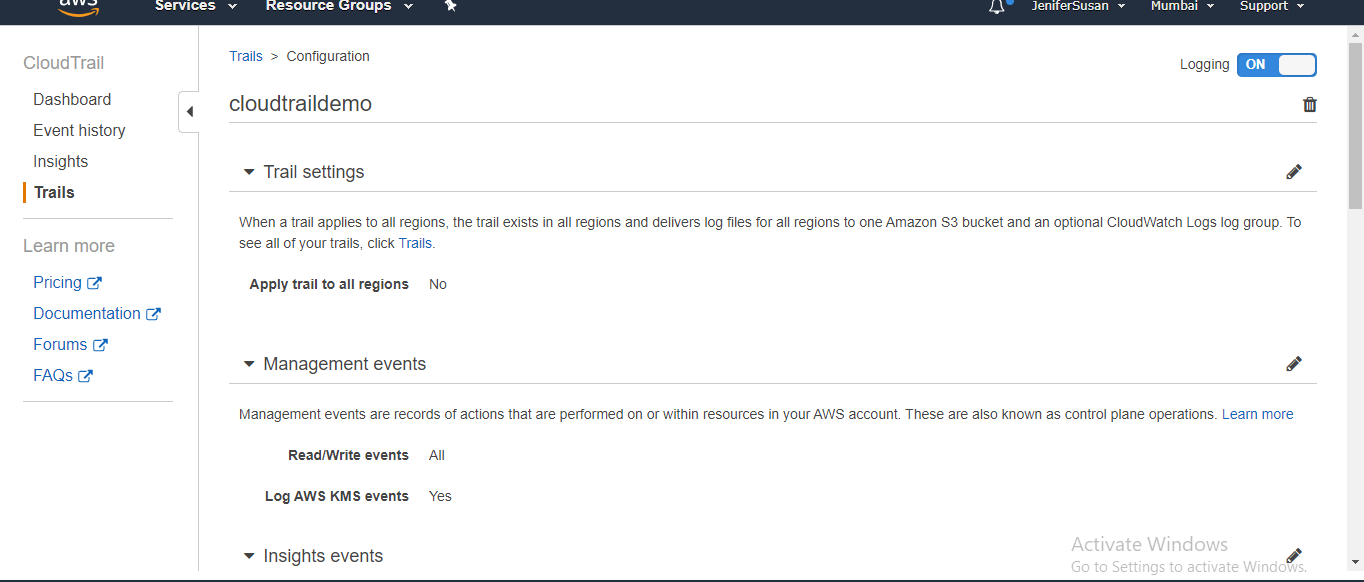 aws Services Resource Groups JeniferSusan Mumbai Support
CloudTrail
Dashboard
Event history
Insights
Trails
Learn more
Pricing
Documentation
Forums
FAQs
Trails > Configuration
Logging ON
cloudtraildemo
Trail settings
When a trail applies to all regions, the trail exists in all regions and delivers log files for all regions to one Amazon S3 bucket and an optional CloudWatch Logs log group. To
see all of your trails, click Trails.
Apply trail to all regions No
Management events
Management events are records of actions that are performed on or within resources in your AWS account. These are also known as control plane operations. Learn more
Read/Write events All
Log AWS KMS events Yes
Insights events
Activate Windows
Go to Settings to activate Windows.